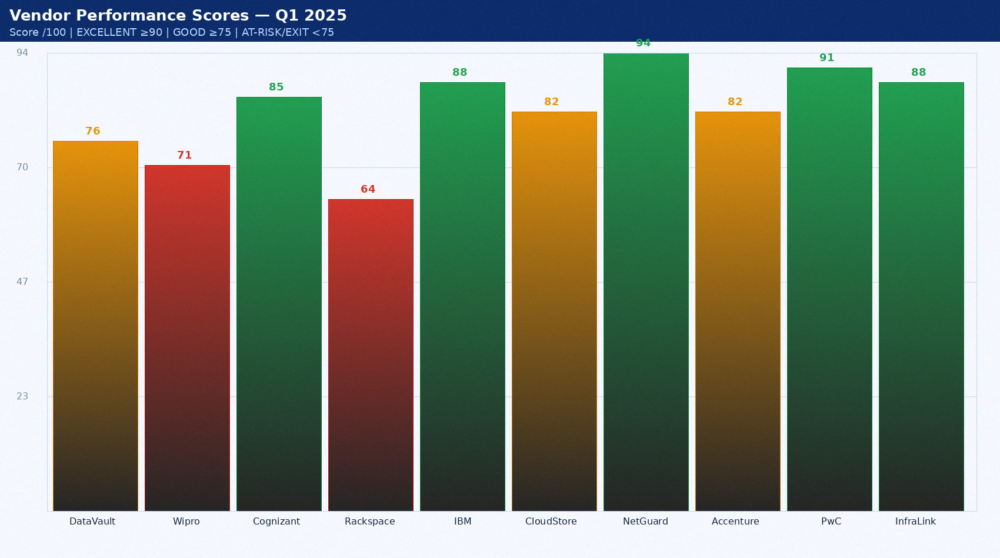 Vendor Performance Scores — Q1 2025
Score /100 | EXCELLENT ≥90 | GOOD ≥75 | AT-RISK/EXIT <75
94
70
47
23
76
71
85
64
88
82
94
82
91
88
DataVault
Wipro
Cognizant
Rackspace
IBM
CloudStore
NetGuard
Accenture
PwC
InfraLink